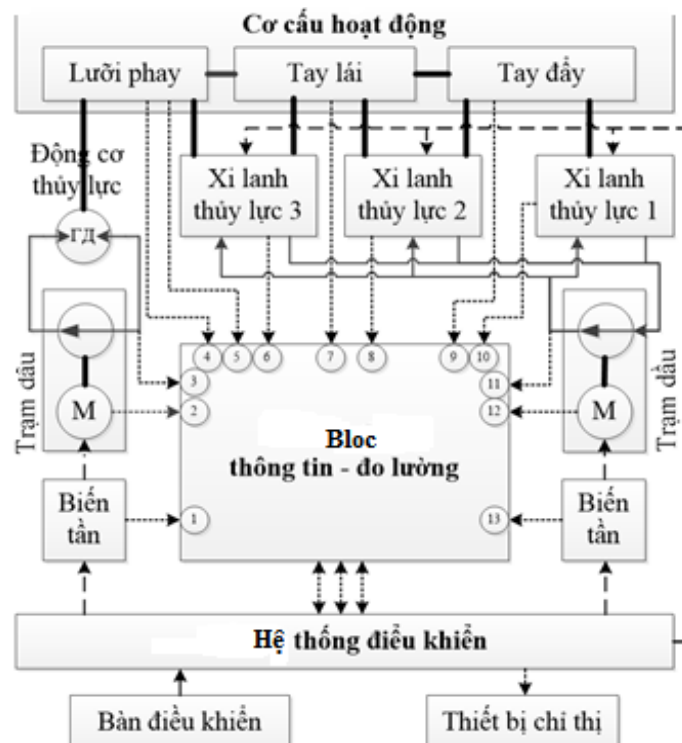 Cơ cấu hoạt động
Lưỡi phay
Tay lái
Tay đẩy
Động cơ
thủy lực
Xi lanh
thủy lực 3
Xi lanh
thủy lực 2
Xi lanh
thủy lực 1
ГД
4
5
6
7
8
9
10
3
11
2
12
M
M
Trạm dầu
Trạm dầu
Bloc
thông tin - đo lường
Biến
tần
1
13
Biến
tần
Hệ thống điều khiển
Bàn điều khiển
Thiết bị chỉ thị